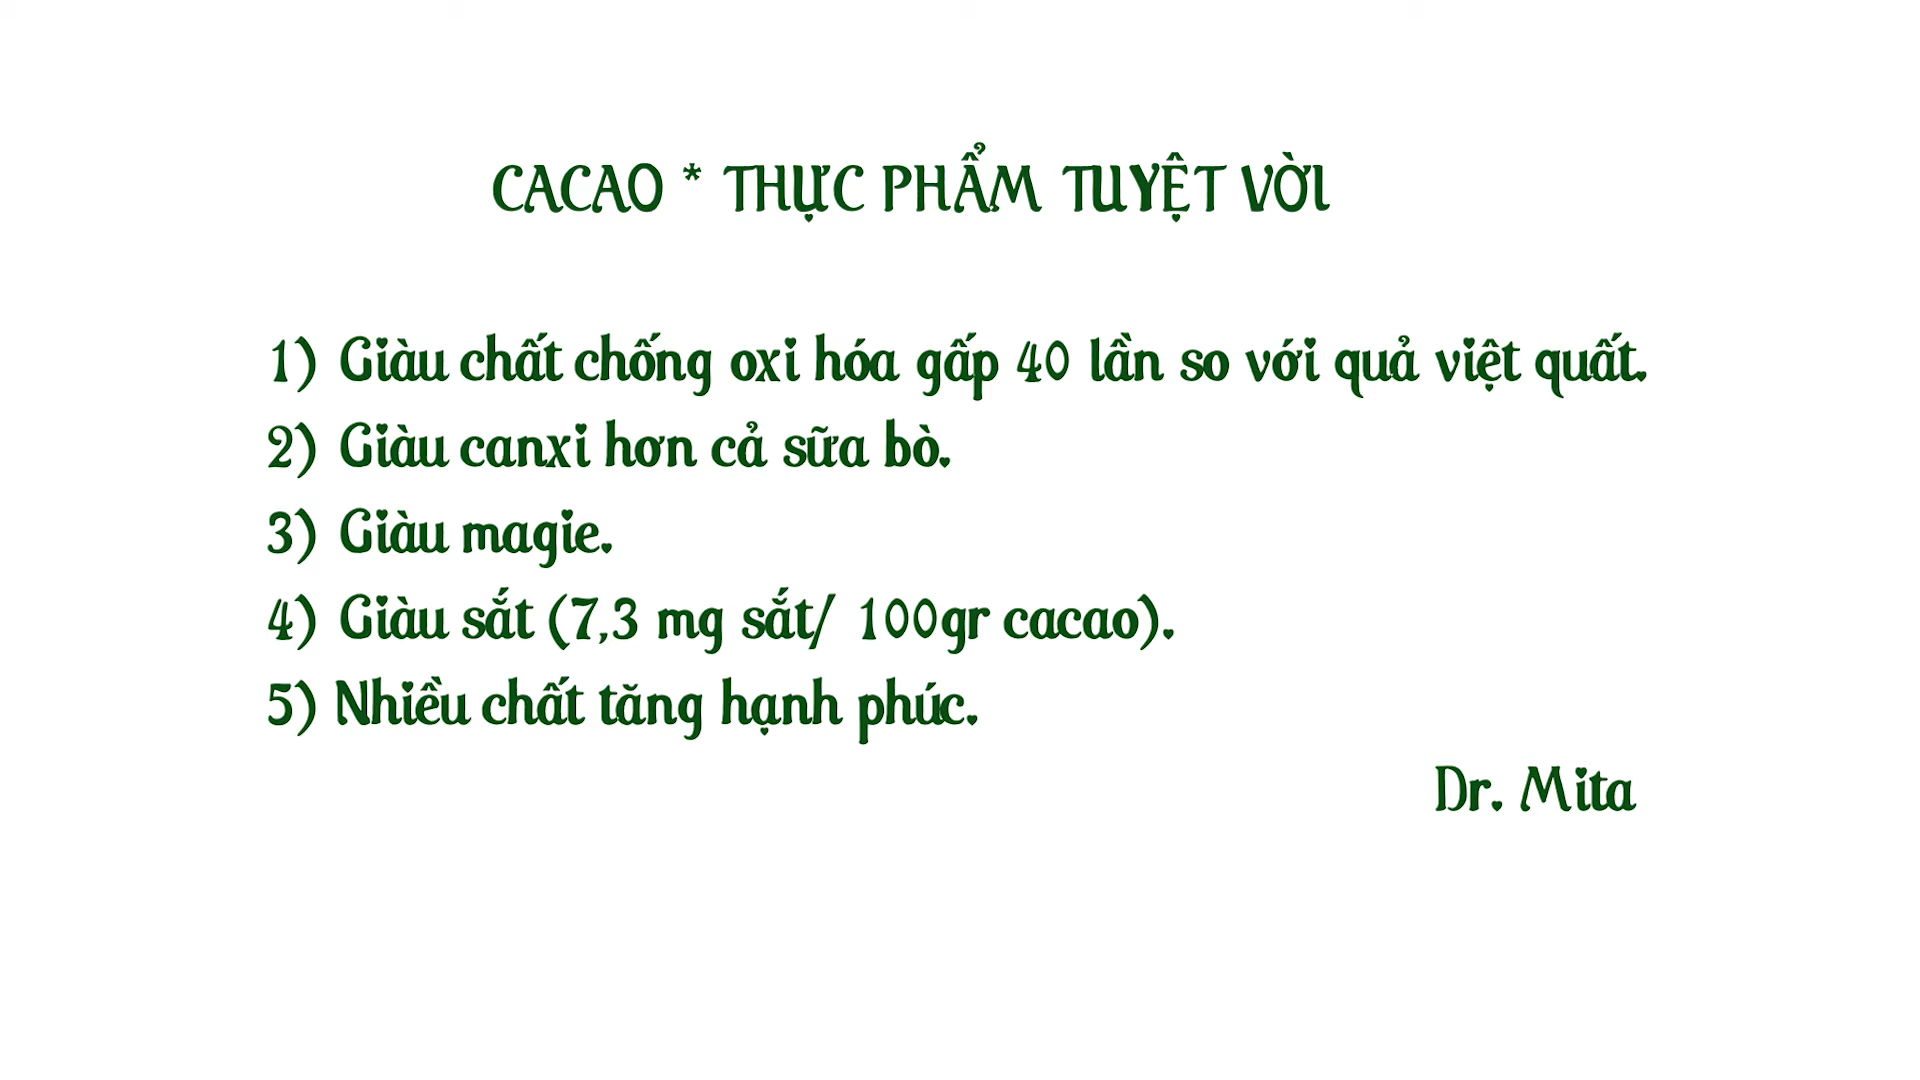 CACAO * THỰC PHẨM TUYỆT VỜI
1) Giàu chất chống oxi hóa gấp 40 lần so với quả việt quất.
2) Giàu canxi hơn cả sữa bò.
3) Giàu magie.
4) Giàu sắt (7,3 mg sắt/ 100gr cacao).
5) Nhiều chất tăng hạnh phúc.
Dr. Mita